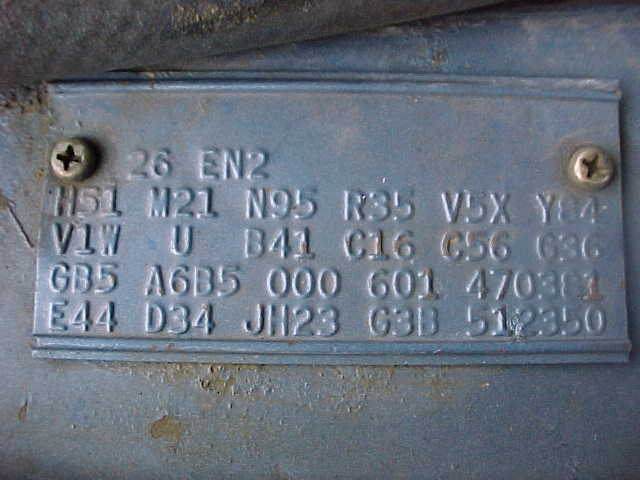 26 EN2
H51 M21 N95 R35 V5X Y84
V1W U B41 C16 C56 G36
GB5 A6B5 000 601 470381
E44 D34 JH23 G3B 512350